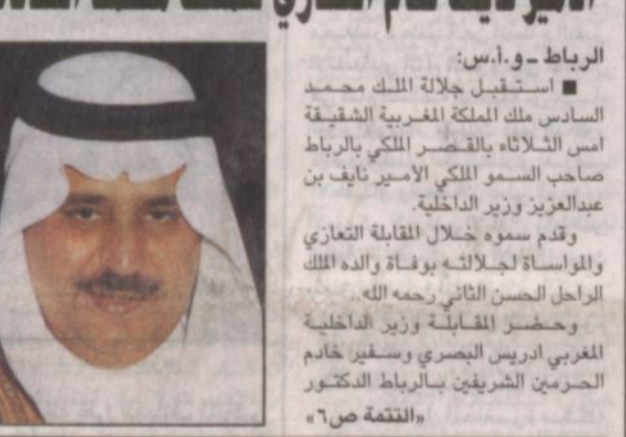 الرباط ـ و.أ.س:
■ استقبل جلالة الملك محمد
السادس ملك المملكة المغربية الشقيقة
امس الثلاثاء بالقصر الملكي بالرباط
صاحب السمو الملكي الأمير نايف بن
عبدالعزيز وزير الداخلية.
وقدم سموه خلال المقابلة التعازي
والمواساة لجلالته بوفاة والده الملك
الراحل الحسن الثاني رحمه الله..
وحضر المقابلة وزير الداخلية
المغربي ادريس البصري وسفير خادم
الحرمين الشريفين بالرباط الدكتور
«التتمة ص٦»